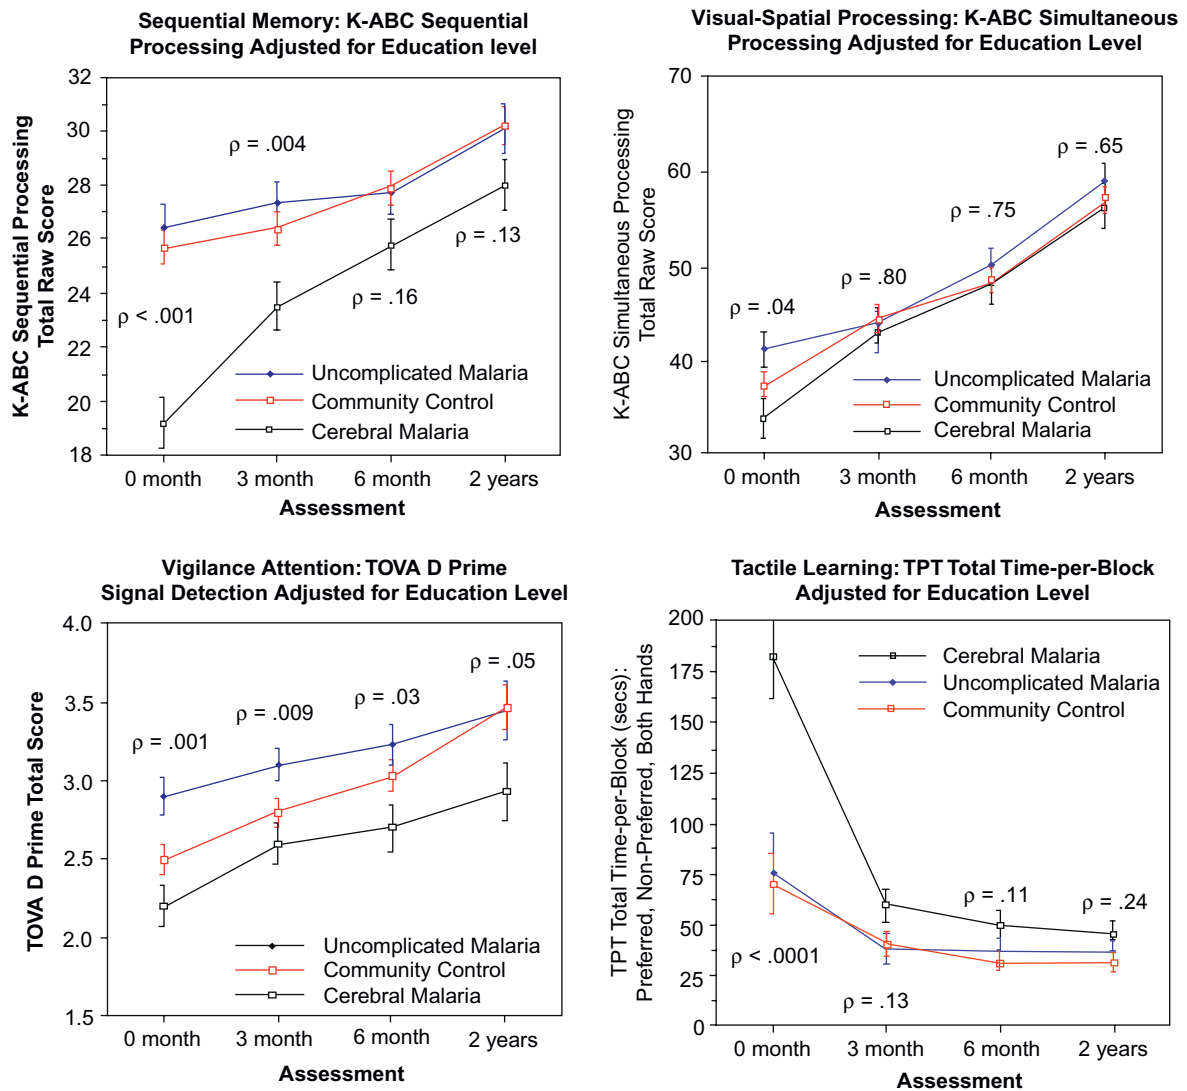 Sequential Memory: K-ABC Sequential
Processing Adjusted for Education level
K-ABC Sequential Processing
Total Raw Score
32
30
28
26
24
22
20
18
ρ < .001
ρ = .004
ρ = .16
ρ = .13
Uncomplicated Malaria
Community Control
Cerebral Malaria
0 month
3 month
6 month
2 years
Assessment
Visual-Spatial Processing: K-ABC Simultaneous
Processing Adjusted for Education Level
K-ABC Simultaneous Processing
Total Raw Score
70
60
50
40
30
ρ = .04
ρ = .80
ρ = .75
ρ = .65
Uncomplicated Malaria
Community Control
Cerebral Malaria
0 month
3 month
6 month
2 years
Assessment
Vigilance Attention: TOVA D Prime
Signal Detection Adjusted for Education Level
TOVA D Prime Total Score
4.0
3.5
3.0
2.5
2.0
1.5
ρ = .001
ρ = .009
ρ = .03
ρ = .05
Uncomplicated Malaria
Community Control
Cerebral Malaria
0 month
3 month
6 month
2 years
Assessment
Tactile Learning: TPT Total Time-per-Block
Adjusted for Education Level
TPT Total Time-per-Block (secs):
Preferred, Non-Preferred, Both Hands
200
175
150
125
100
75
50
25
0
Cerebral Malaria
Uncomplicated Malaria
Community Control
ρ < .0001
ρ = .13
ρ = .11
ρ = .24
0 month
3 month
6 month
2 years
Assessment